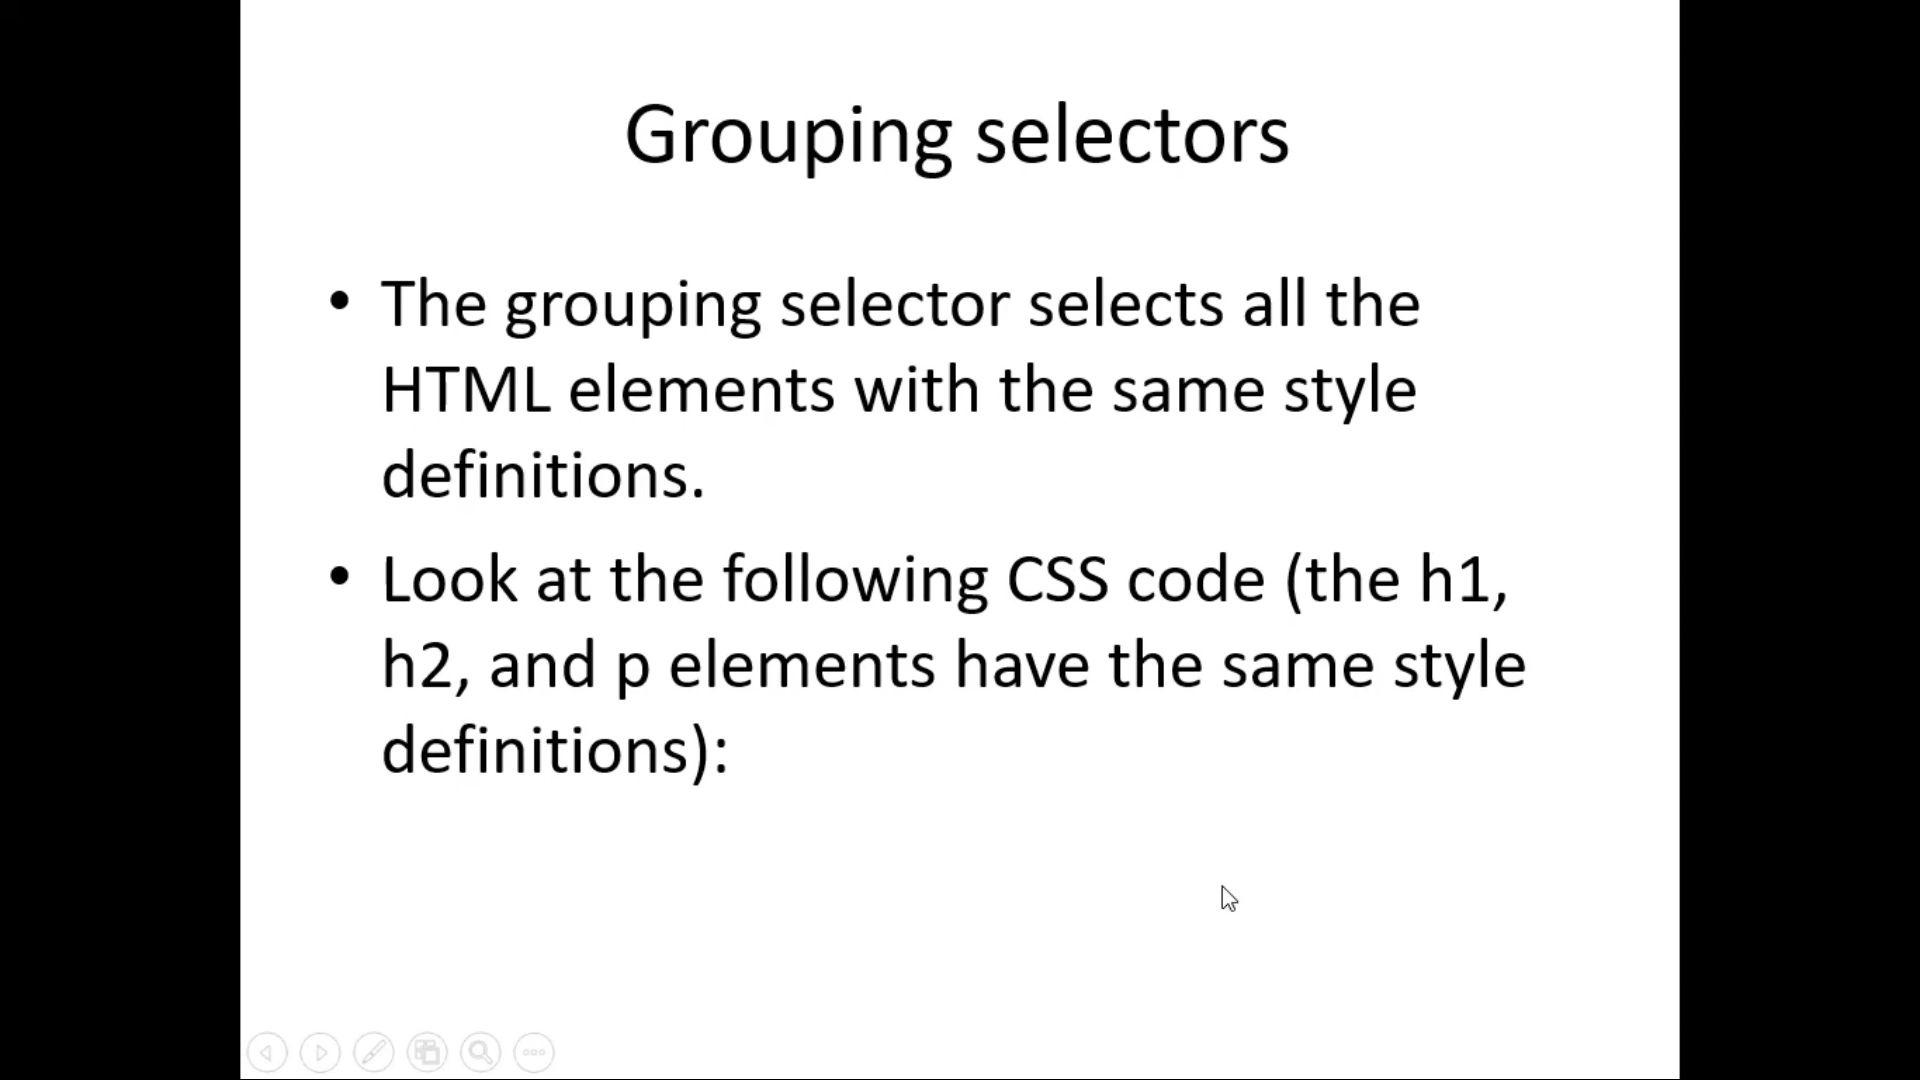 Grouping selectors
• The grouping selector selects all the
HTML elements with the same style
definitions.
• Look at the following CSS code (the h1,
h2, and p elements have the same style
definitions):